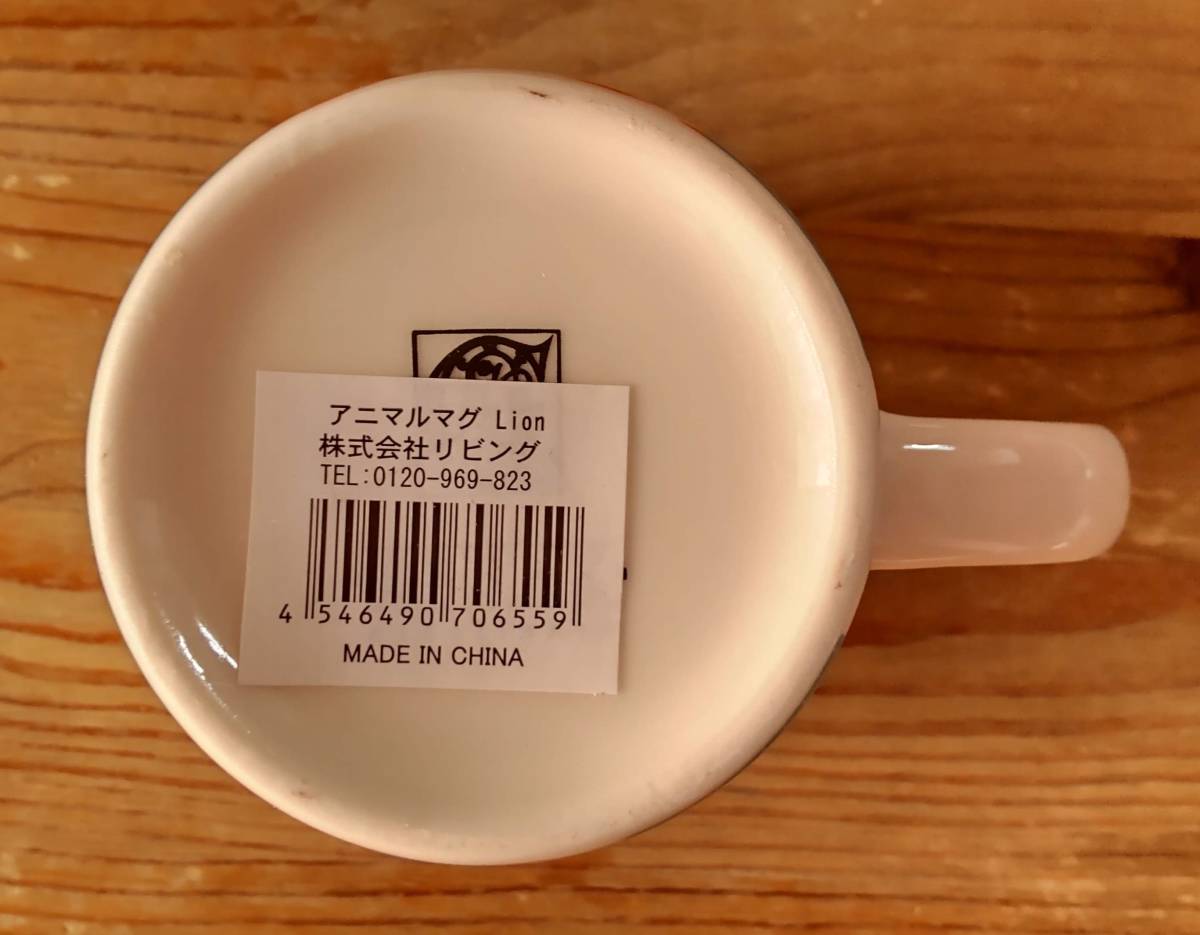 アニマルマグ Lion
株式会社リビング
TEL:0120-969-823
4 546490 706559
MADE IN CHINA